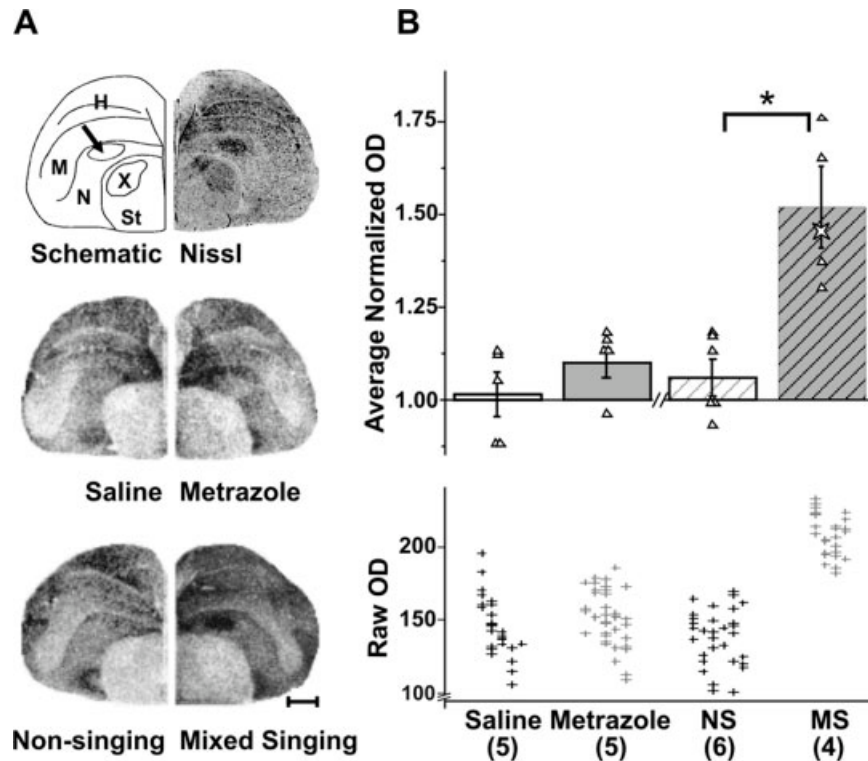 A
B
H
M
N
X
St
Schematic Nissl
Saline Metrazole
Non-singing Mixed Singing
Average Normalized OD
1.75
1.50
1.25
1.00
*
Raw OD
200
150
100
Saline Metrazole NS MS
(5) (5) (6) (4)